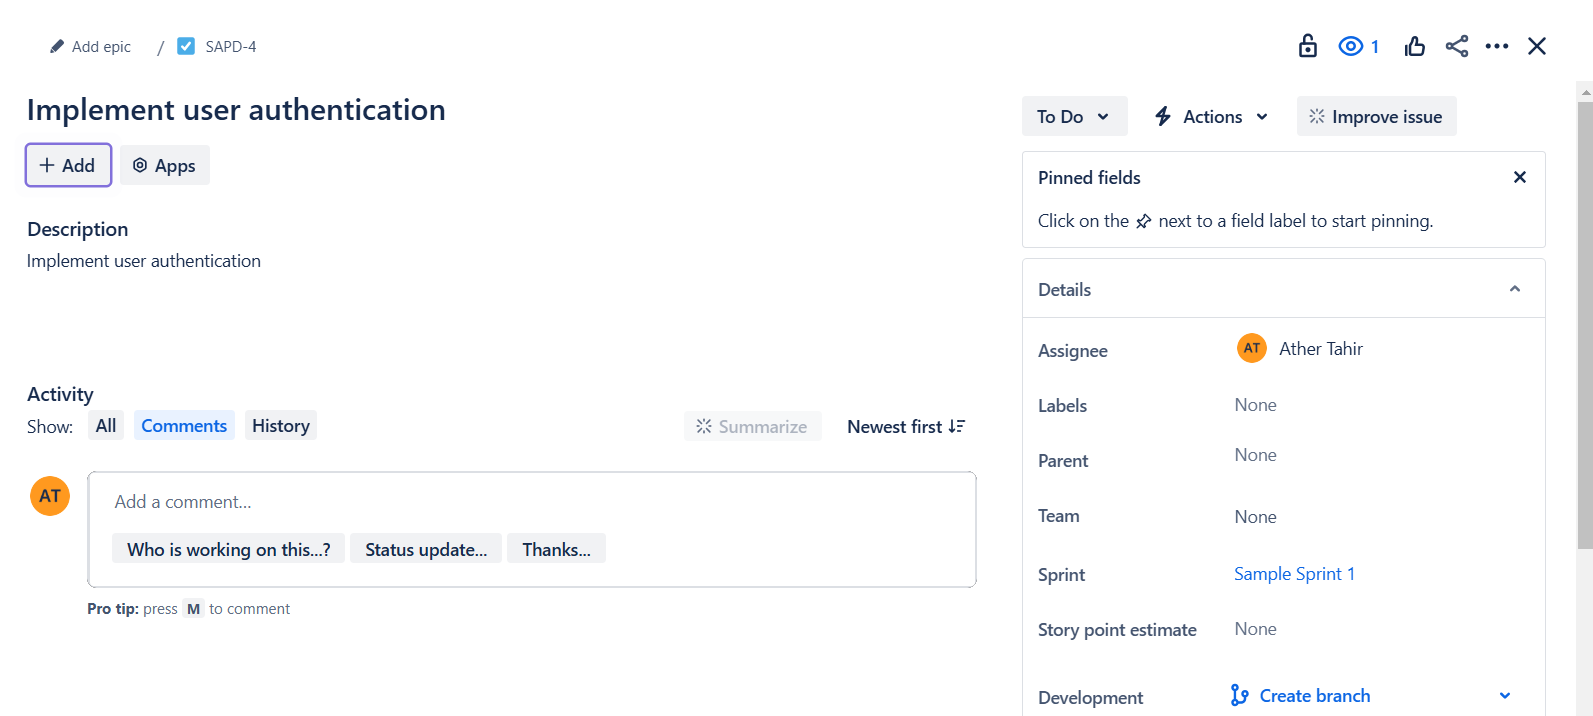 Add epic / SAPD-4
1
Implement user authentication
+ Add
Apps
Description
Implement user authentication
Activity
Show: All Comments History
Summarize
Newest first
AT
Add a comment...
Who is working on this...?
Status update...
Thanks...
Pro tip: press M to comment
To Do
Actions
Improve issue
Pinned fields
Click on the next to a field label to start pinning.
Details
Assignee AT Ather Tahir
Labels None
Parent None
Team None
Sprint Sample Sprint 1
Story point estimate None
Development Create branch